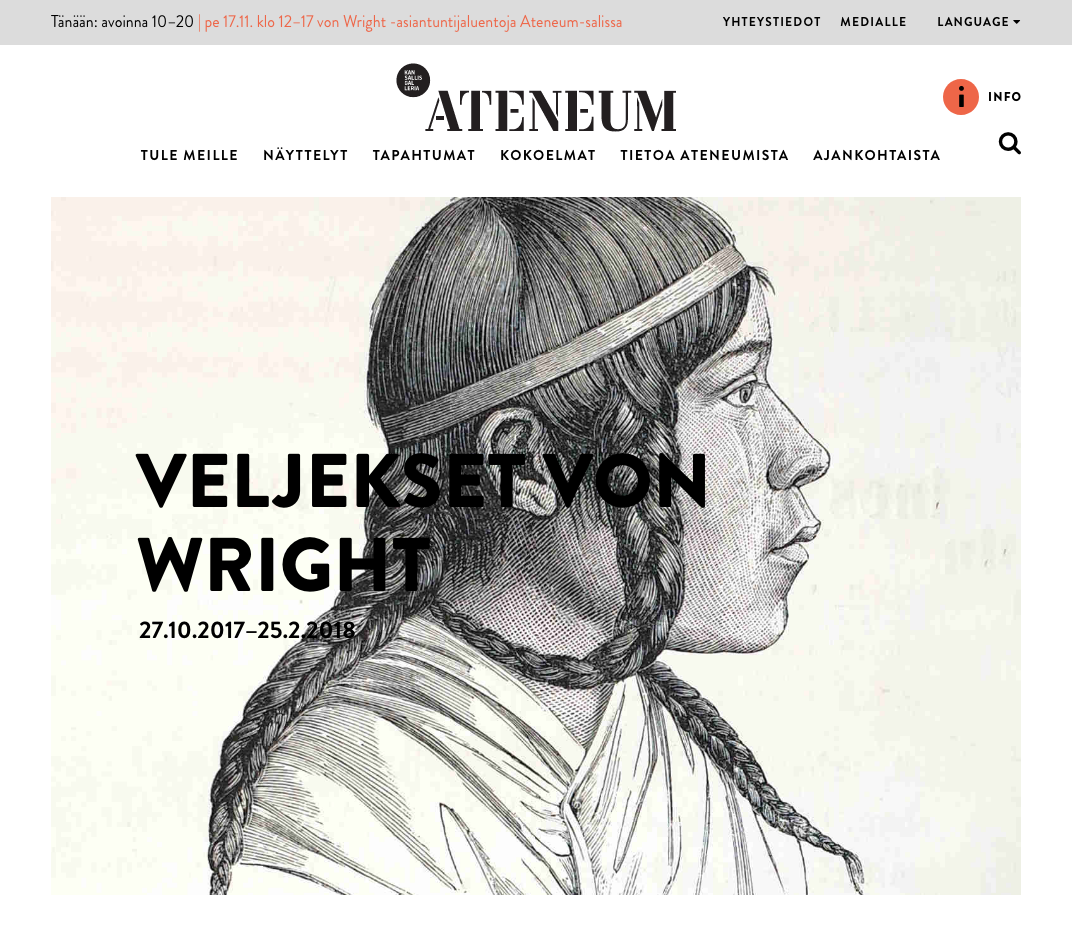 Tänään: avoinna 10–20 | pe 17.11. klo 12–17 von Wright -asiantuntijaluentoja Ateneum-salissa
YHTEYSTIEDOT MEDIALLE LANGUAGE
KAN
SALLIS
GAL
LERIA
ATENEUM
INFO
TULE MEILLE NÄYTTELYT TAPAHTUMAT KOKOELMAT TIETOA ATENEUMISTA AJANKOHTAISTA
VELJEKSET VON
WRIGHT
27.10.2017–25.2.2018